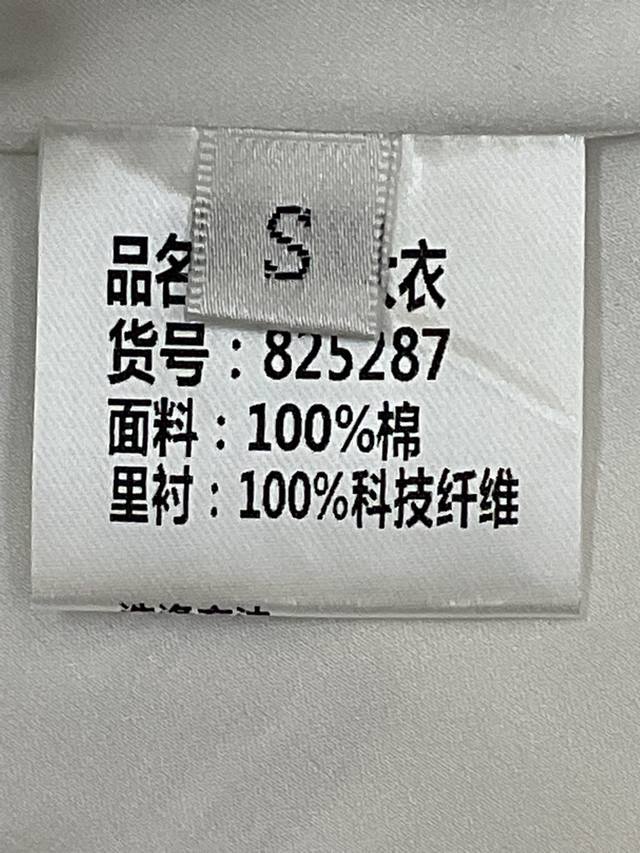 S
品名
衣
货号：825287
面料：100%棉
里衬：100%科技纤维